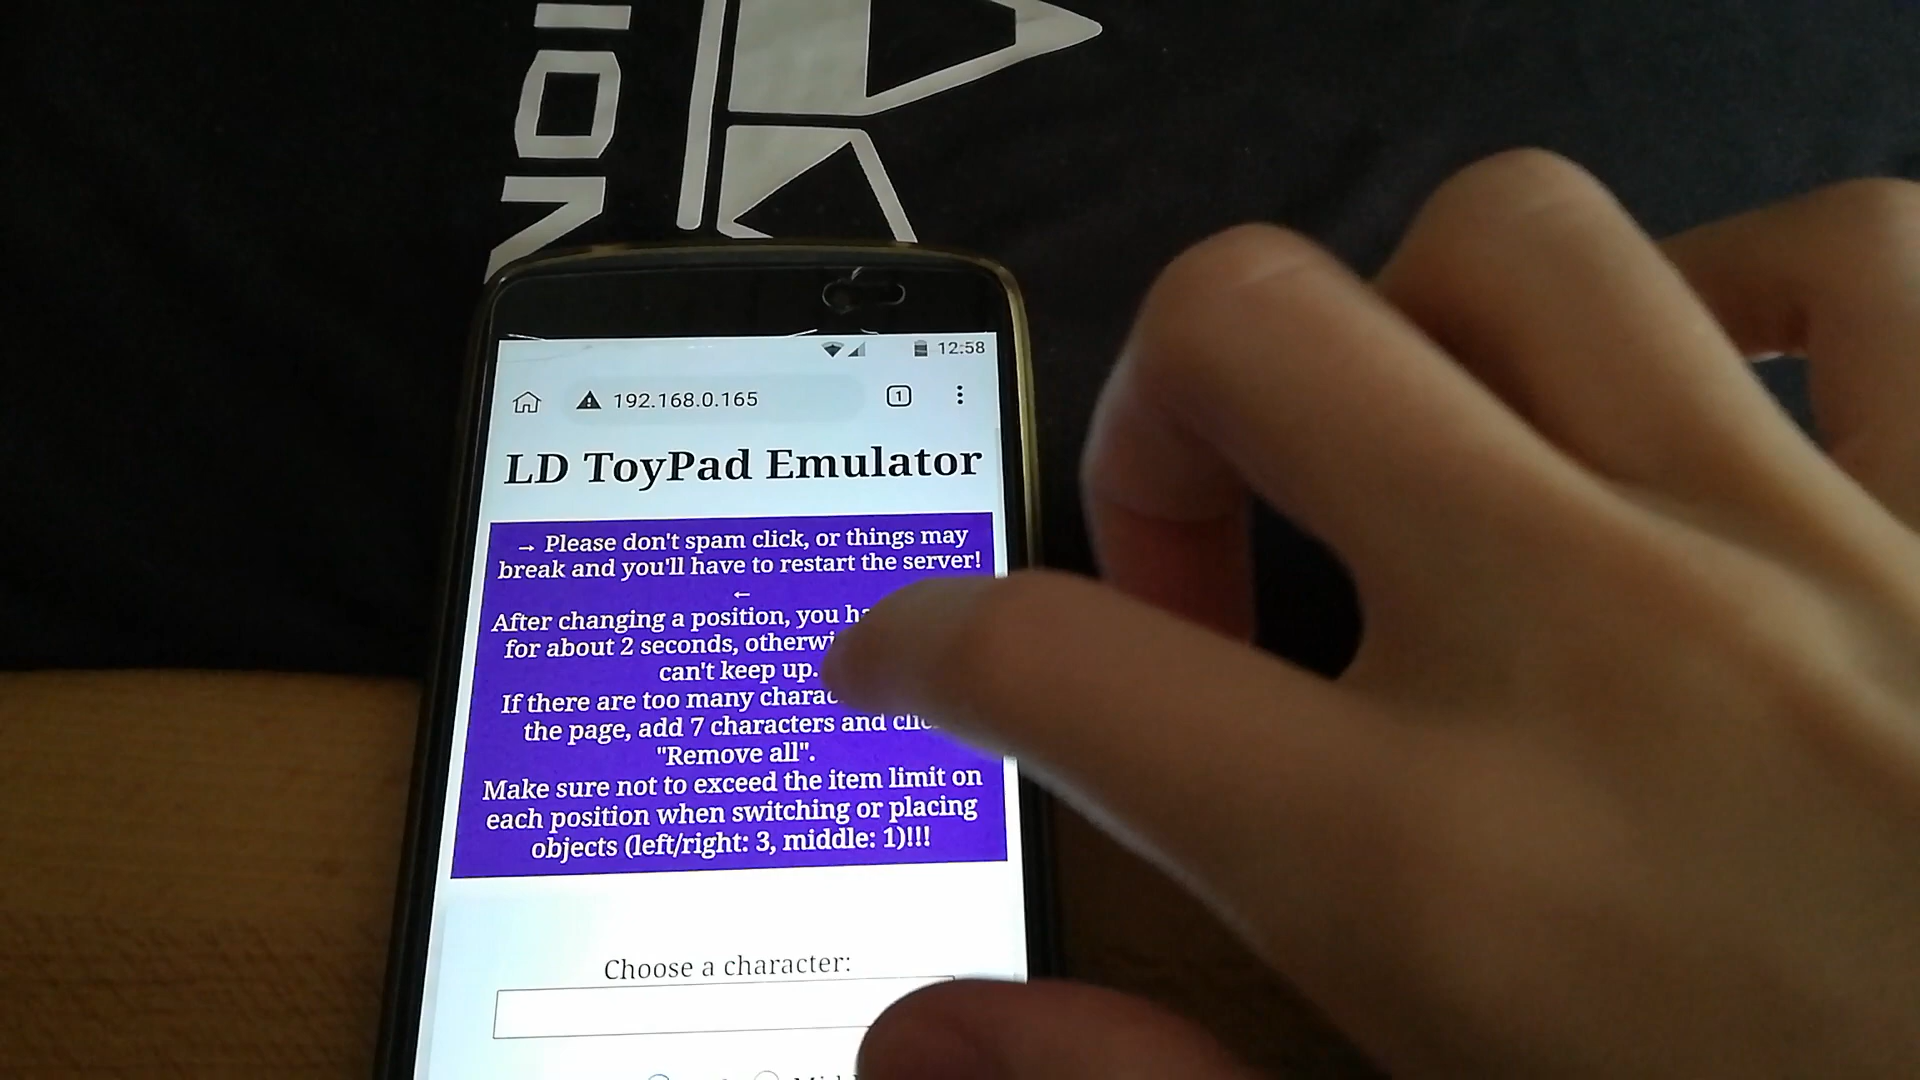 12:58
192.168.0.165
1
LD ToyPad Emulator
→ Please don't spam click, or things may
break and you'll have to restart the server!
←
After changing a position, you
for about 2 seconds,
can't keep up.
If there are too many
the page, add 7 characters and
"Remove all".
Make sure not to exceed the item limit on
each position when switching or placing
objects (left/right: 3, middle: 1)!!!
Choose a character: